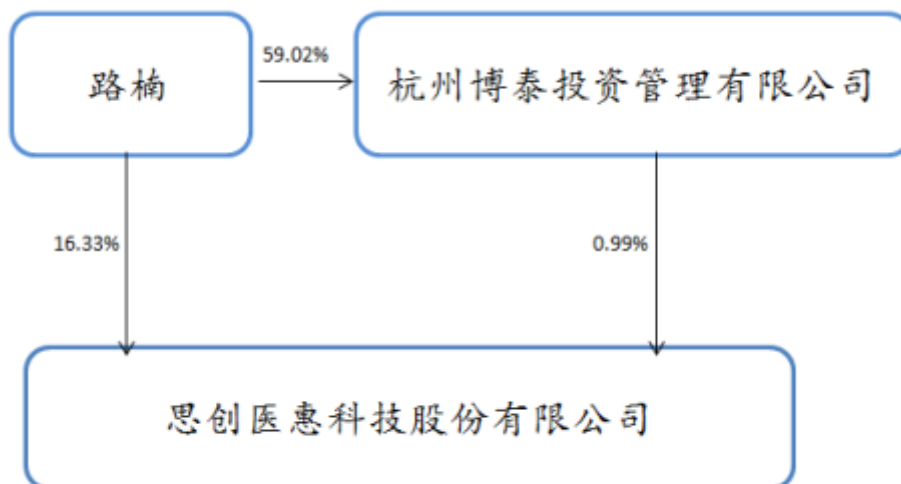 路楠
59.02%
杭州博泰投资管理有限公司
16.33%
0.99%
思创医惠科技股份有限公司